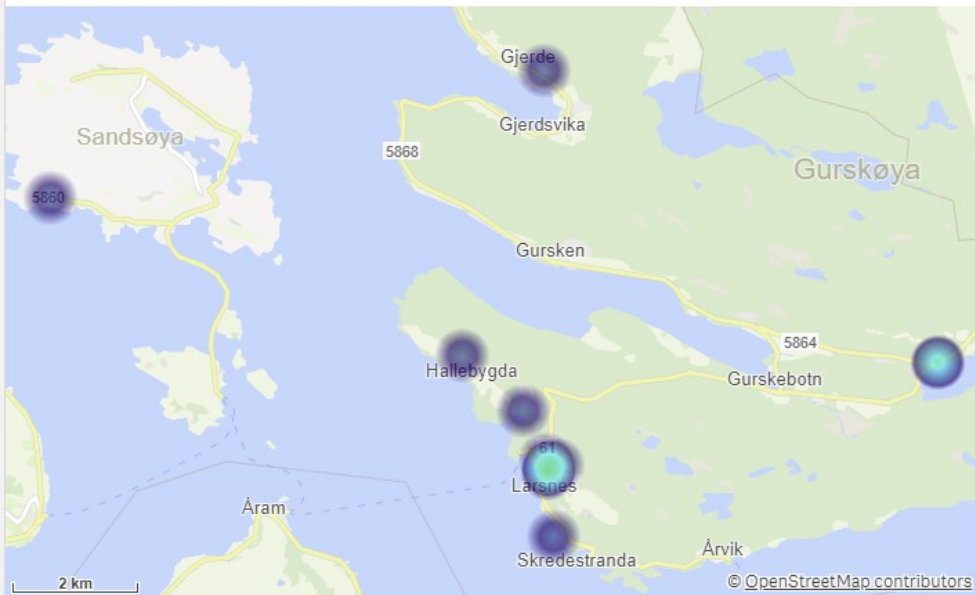 Gjerde
Gjerdsvika
Sandsøya
5868
Gurskøya
5860
Gursken
5864
Hallebygda
Gurskebotn
61
Larsnes
Åram
Årvik
Skredestranda
2 km
© OpenStreetMap contributors